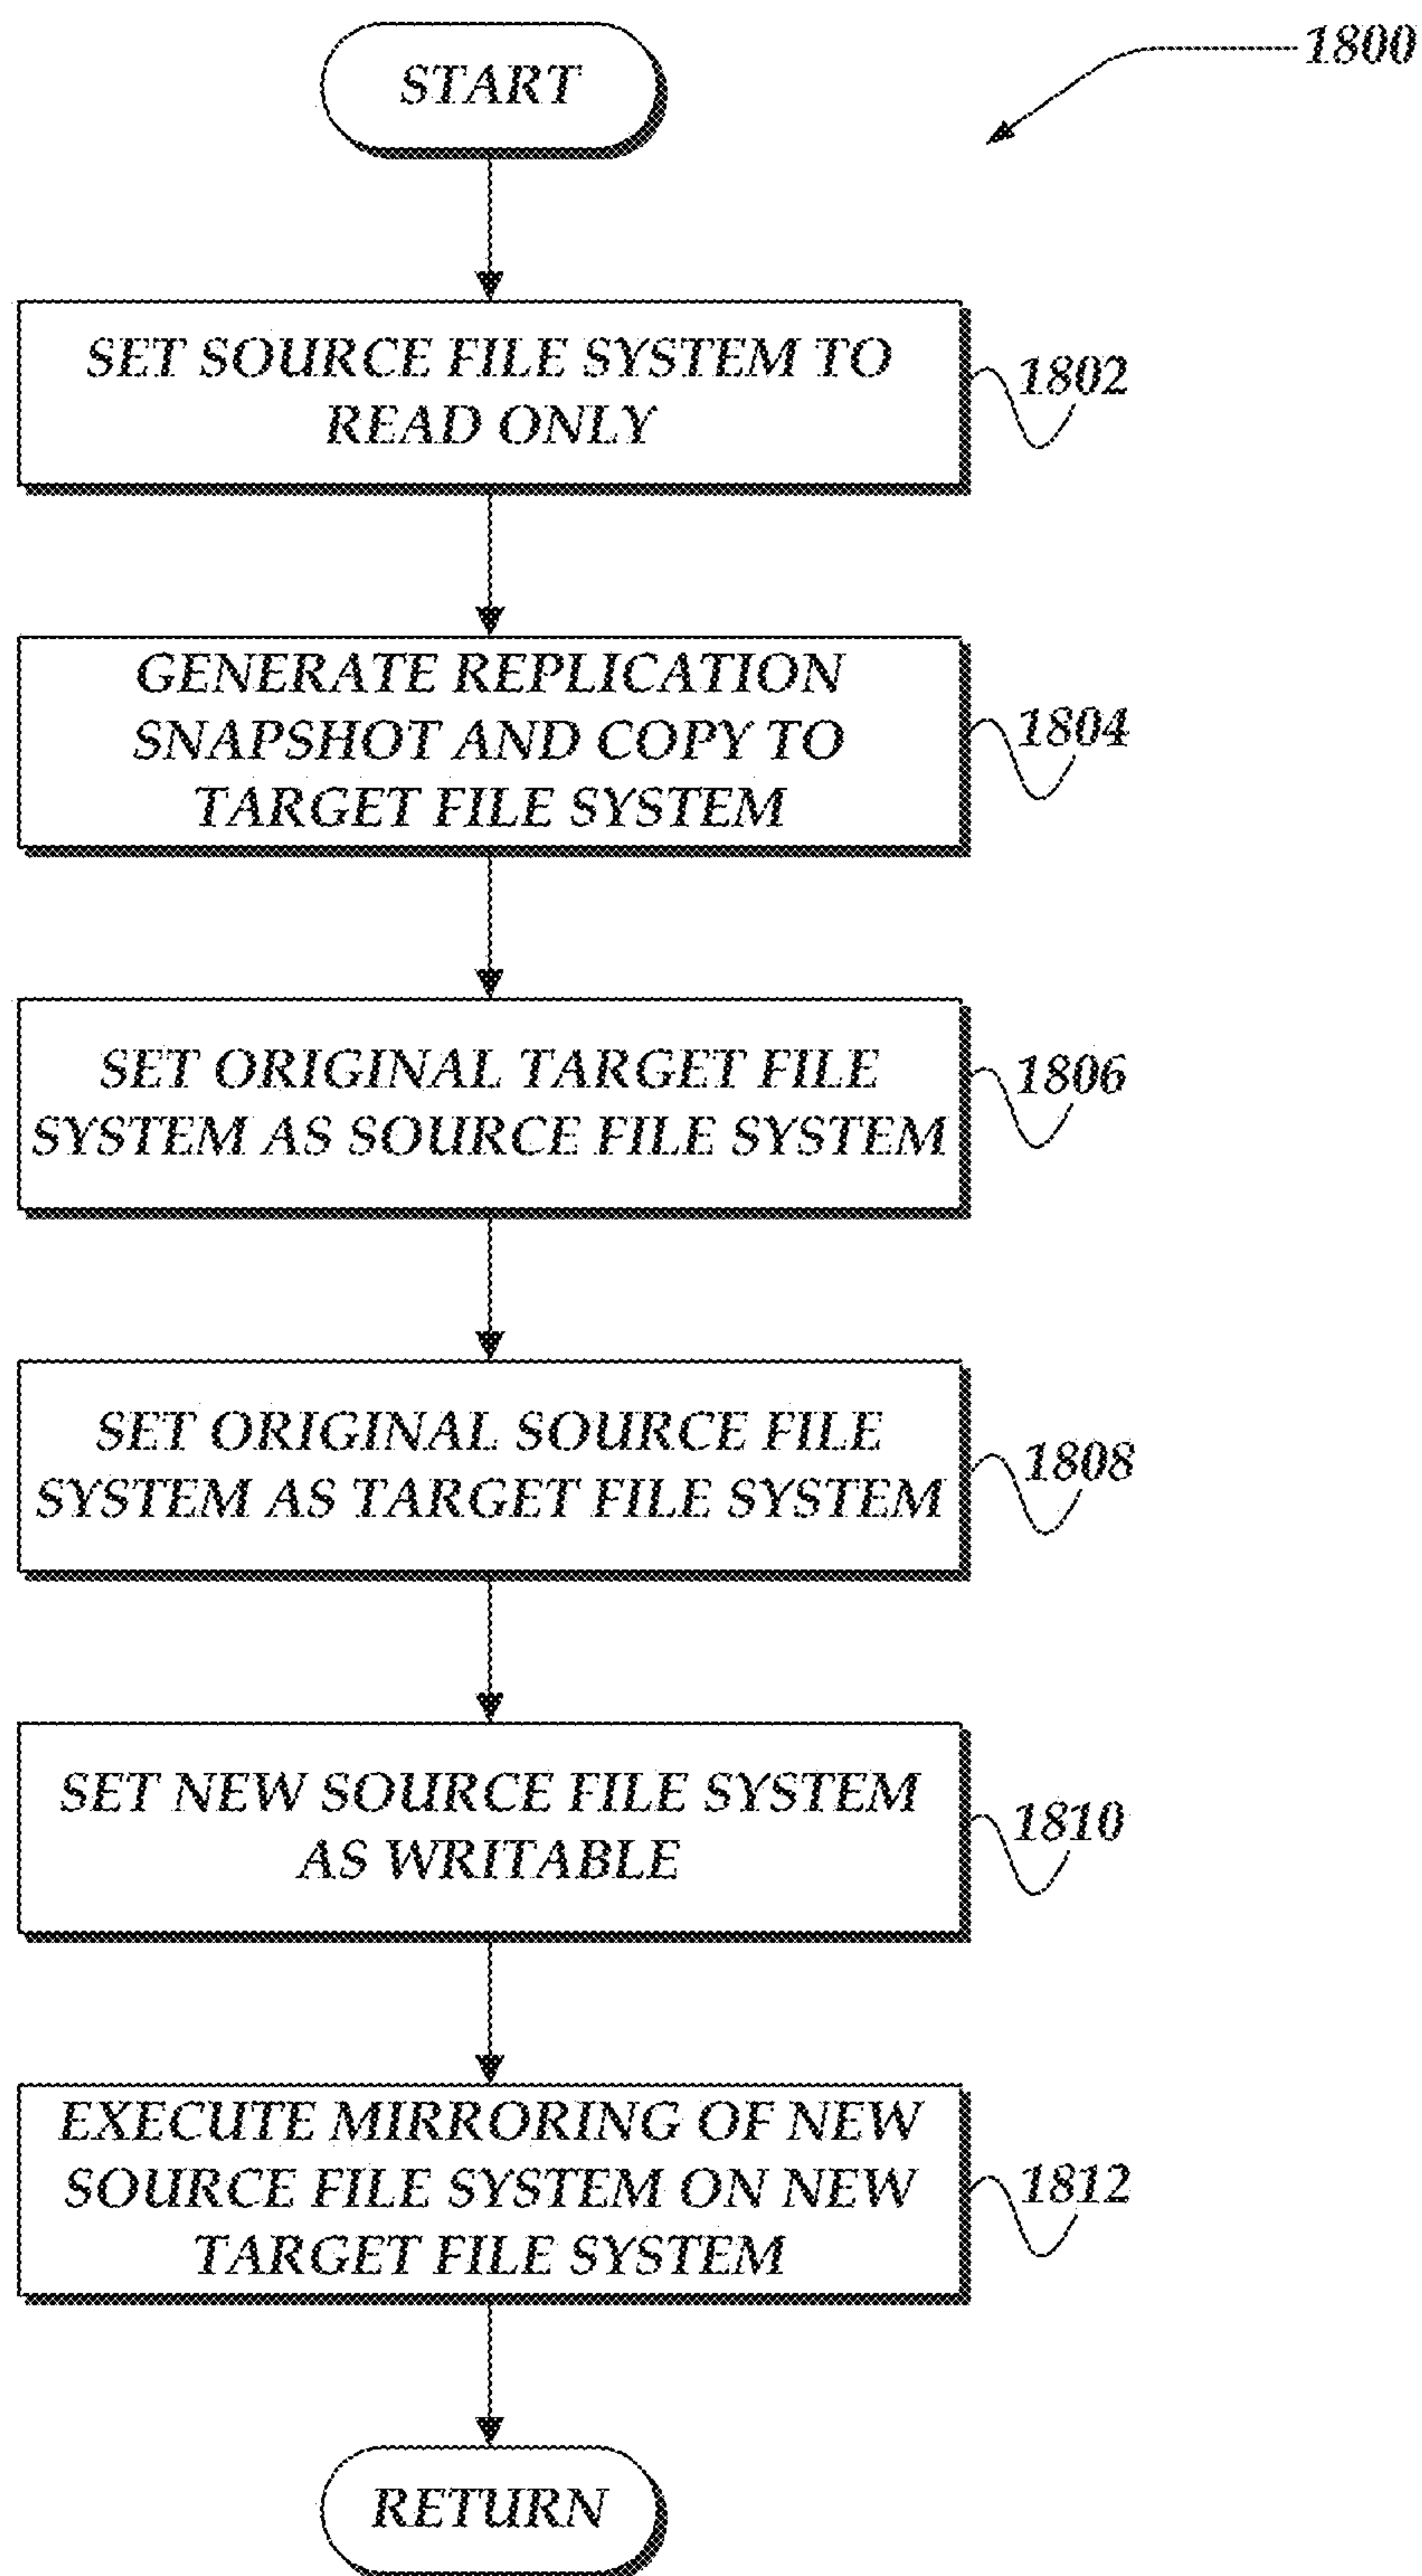 1800
START
SET SOURCE FILE SYSTEM TO
READ ONLY
1802
GENERATE REPLICATION
SNAPSHOT AND COPY TO
TARGET FILE SYSTEM
1804
SET ORIGINAL TARGET FILE
SYSTEM AS SOURCE FILE SYSTEM
1806
SET ORIGINAL SOURCE FILE
SYSTEM AS TARGET FILE SYSTEM
1808
SET NEW SOURCE FILE SYSTEM
AS WRITABLE
1810
EXECUTE MIRRORING OF NEW
SOURCE FILE SYSTEM ON NEW
TARGET FILE SYSTEM
1812
RETURN